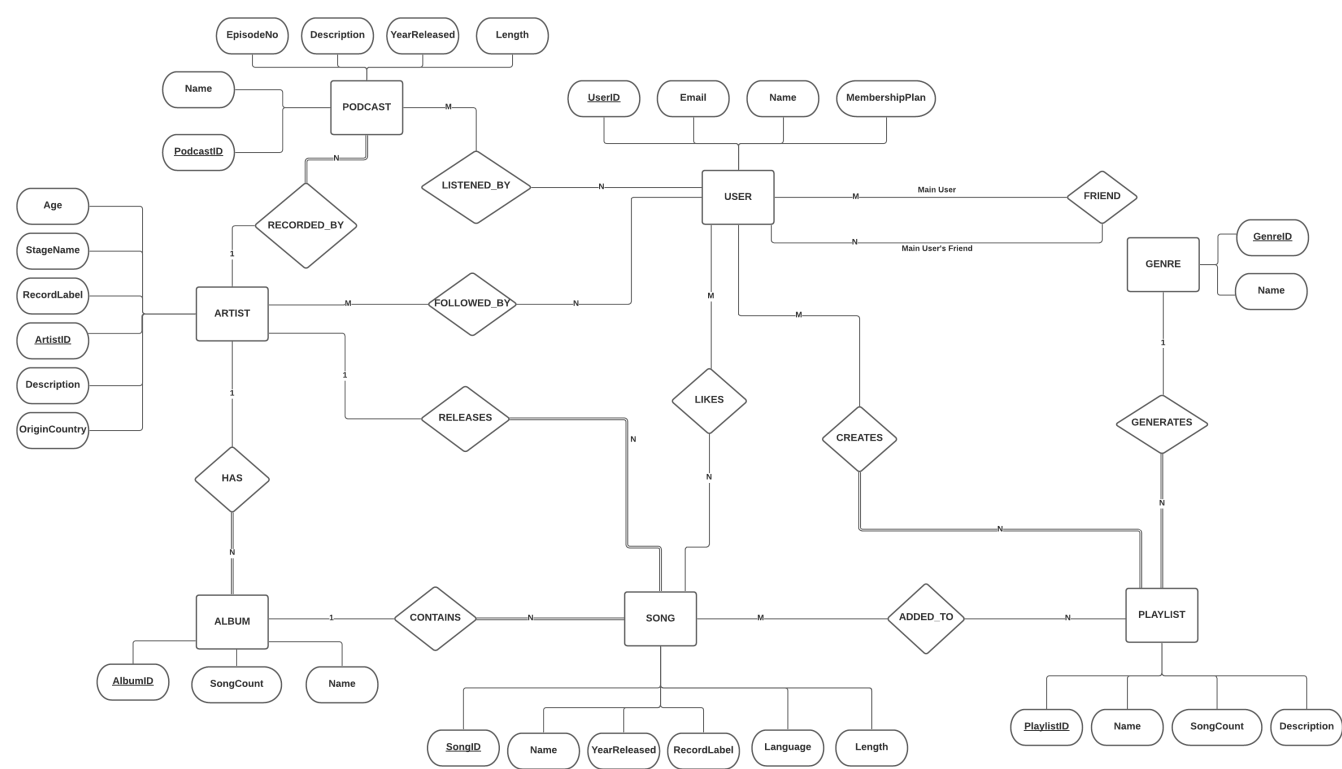 EpisodeNo
Description
YearReleased
Length
Name
PodcastID
PODCAST
M
N
LISTENED_BY
N
RECORDED_BY
1
UserID
Email
Name
MembershipPlan
USER
M
Main User
N
Main User's Friend
FRIEND
GENRE
GenreID
Name
Age
StageName
RecordLabel
ArtistID
Description
OriginCountry
ARTIST
M
FOLLOWED_BY
N
1
RELEASES
N
1
HAS
N
M
LIKES
N
M
CREATES
N
1
GENERATES
N
ALBUM
1
CONTAINS
N
SONG
M
ADDED_TO
N
PLAYLIST
AlbumID
SongCount
Name
SongID
Name
YearReleased
RecordLabel
Language
Length
PlaylistID
Name
SongCount
Description